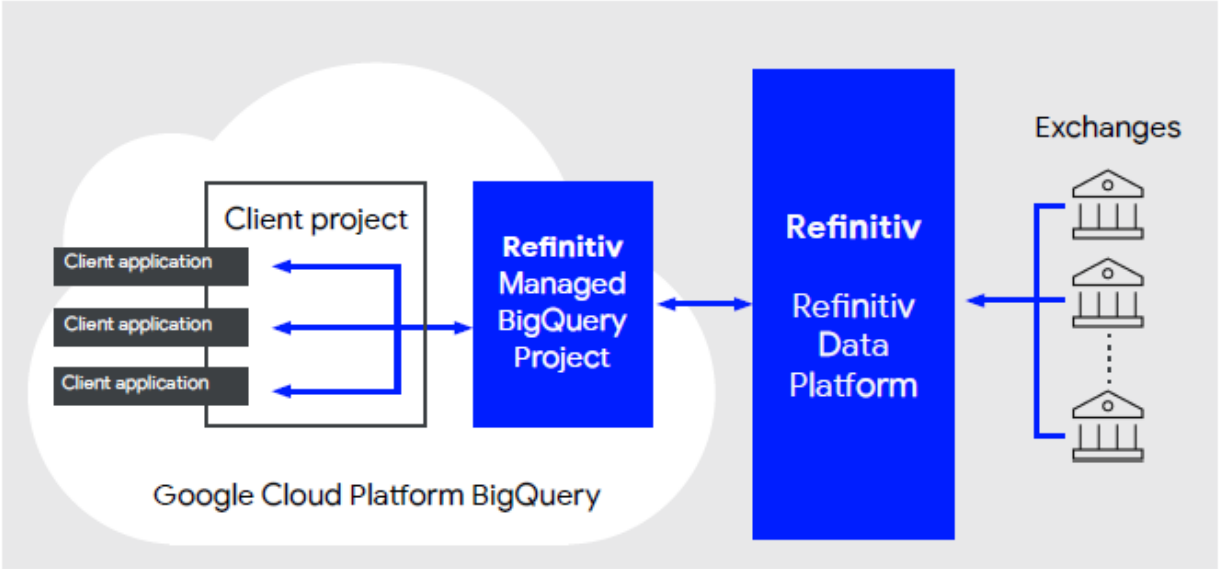 Exchanges
Client project
Client application
Client application
Client application
Refinitiv
Managed
BigQuery
Project
Refinitiv
Refinitiv
Data
Platform
Google Cloud Platform BigQuery